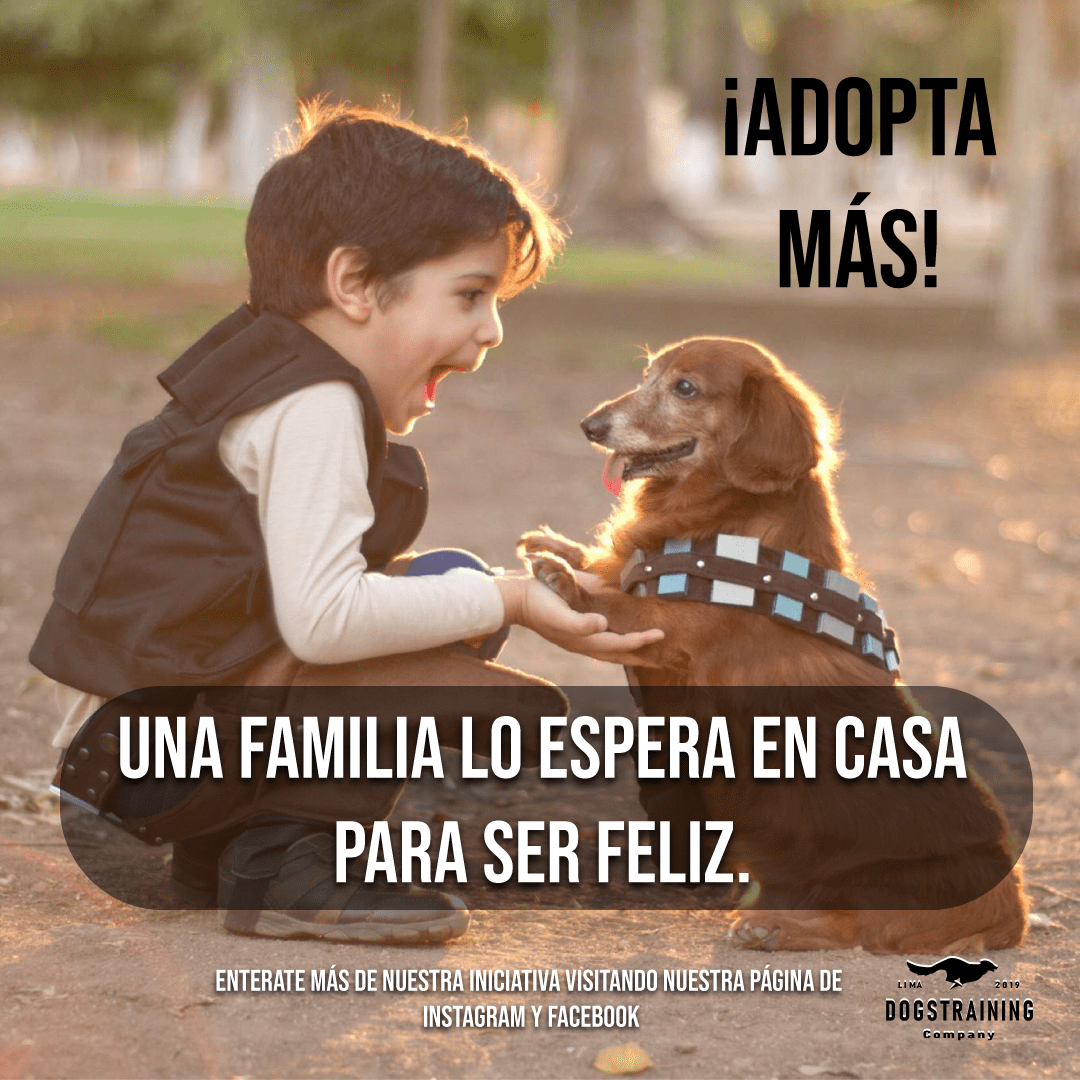 ¡ADOPTA
MÁS!
UNA FAMILIA LO ESPERA EN CASA
PARA SER FELIZ.
ENTERATE MÁS DE NUESTRA INICIATIVA VISITANDO NUESTRA PÁGINA DE
INSTAGRAM Y FACEBOOK
LIMA 2019
DOGSTRAINING
Company